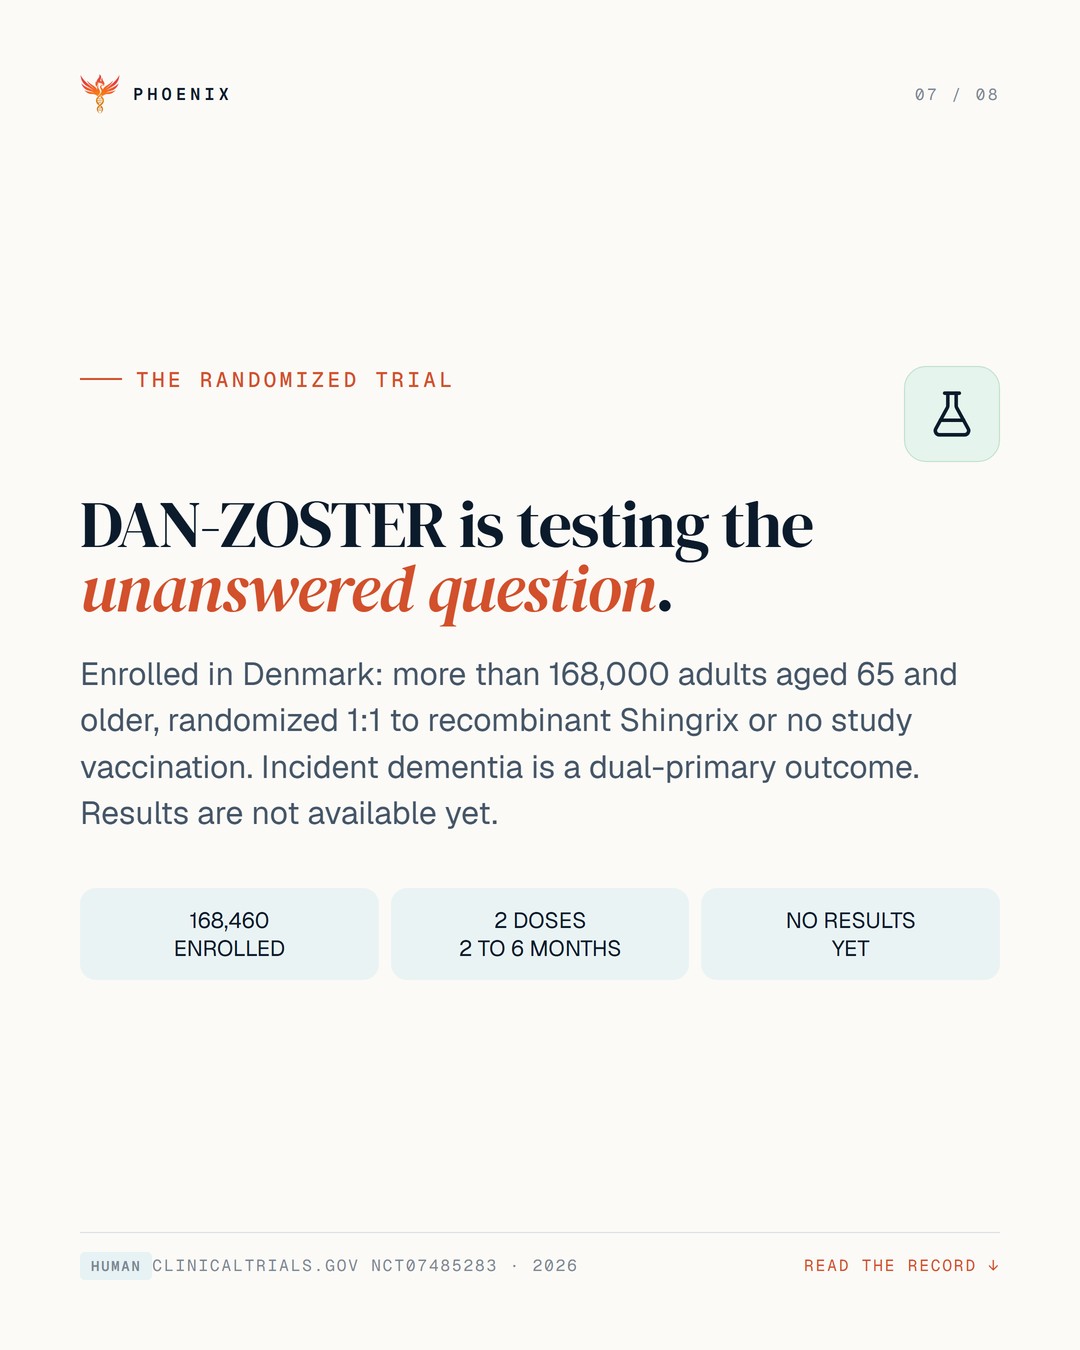 PHOENIX
07 / 08
THE RANDOMIZED TRIAL
DAN-ZOSTER is testing the
unanswered question.
Enrolled in Denmark: more than 168,000 adults aged 65 and
older, randomized 1:1 to recombinant Shingrix or no study
vaccination. Incident dementia is a dual-primary outcome.
Results are not available yet.
168,460
ENROLLED
2 DOSES
2 TO 6 MONTHS
NO RESULTS
YET
HUMAN CLINICALTRIALS.GOV NCT07485283 · 2026
READ THE RECORD ↓